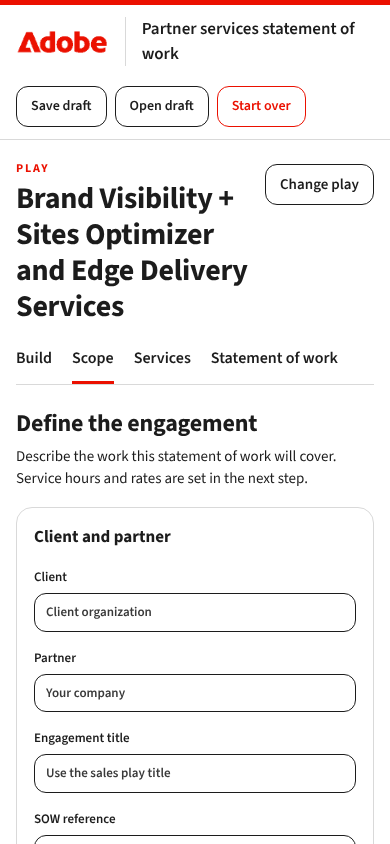 Adobe
Partner services statement of
work
Save draft
Open draft
Start over
PLAY
Brand Visibility +
Sites Optimizer
and Edge Delivery
Services
Change play
Build
Scope
Services
Statement of work
Define the engagement
Describe the work this statement of work will cover.
Service hours and rates are set in the next step.
Client and partner
Client
Client organization
Partner
Your company
Engagement title
Use the sales play title
SOW reference